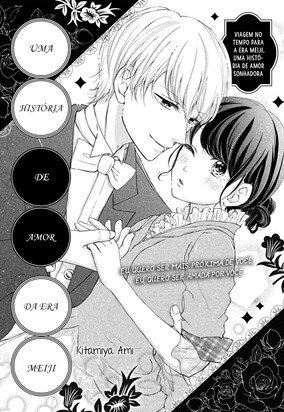 UMA
HISTÓRIA
DE
AMOR
DA ERA
MEIJI
VIAGEM NO
TEMPO PARA
A ERA MEIJI,
UMA HISTÓ-
RIA DE AMOR
SONHADORA
EU QUERO SER MAIS PRÓXIMA DE VOCÊ
EU QUERO SER AMADA POR VOCÊ
Kitamiya Ami